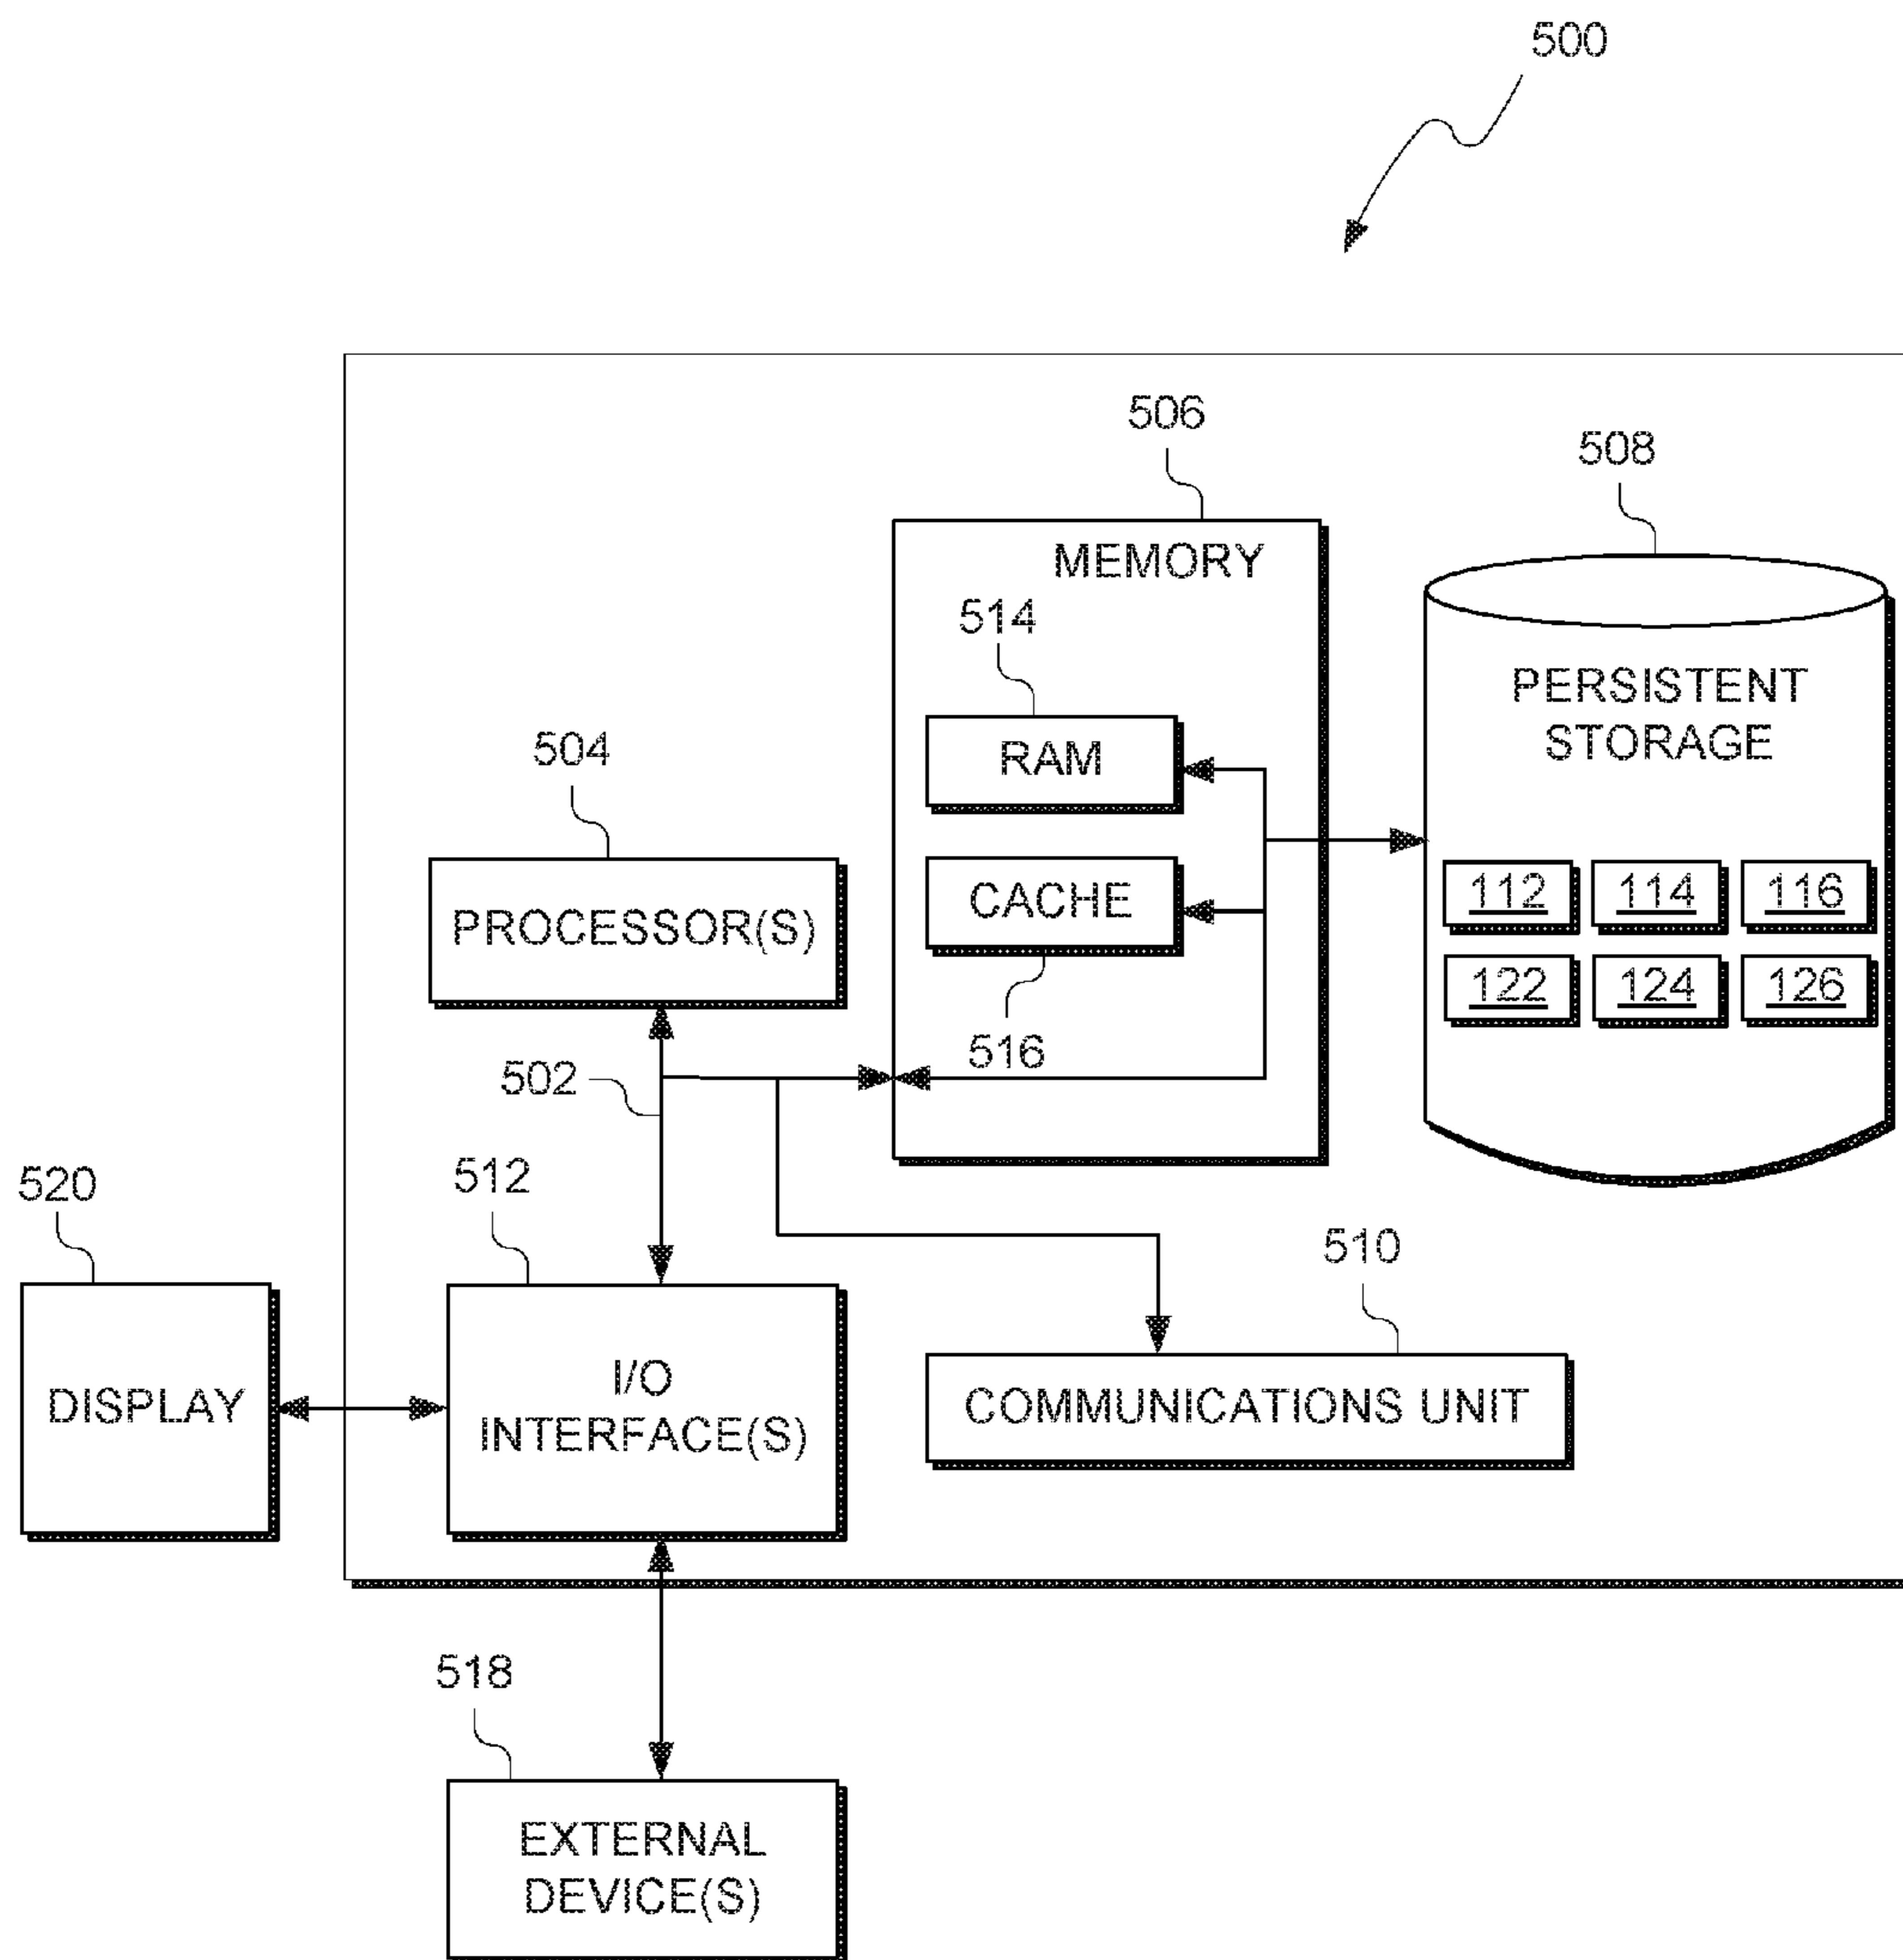 500
506
508
MEMORY
514
PERSISTENT
STORAGE
RAM
504
CACHE
112 114 116
PROCESSOR(S)
122 124 126
516
502
512
520
510
I/O
INTERFACE(S)
DISPLAY
COMMUNICATIONS UNIT
518
EXTERNAL
DEVICE(S)